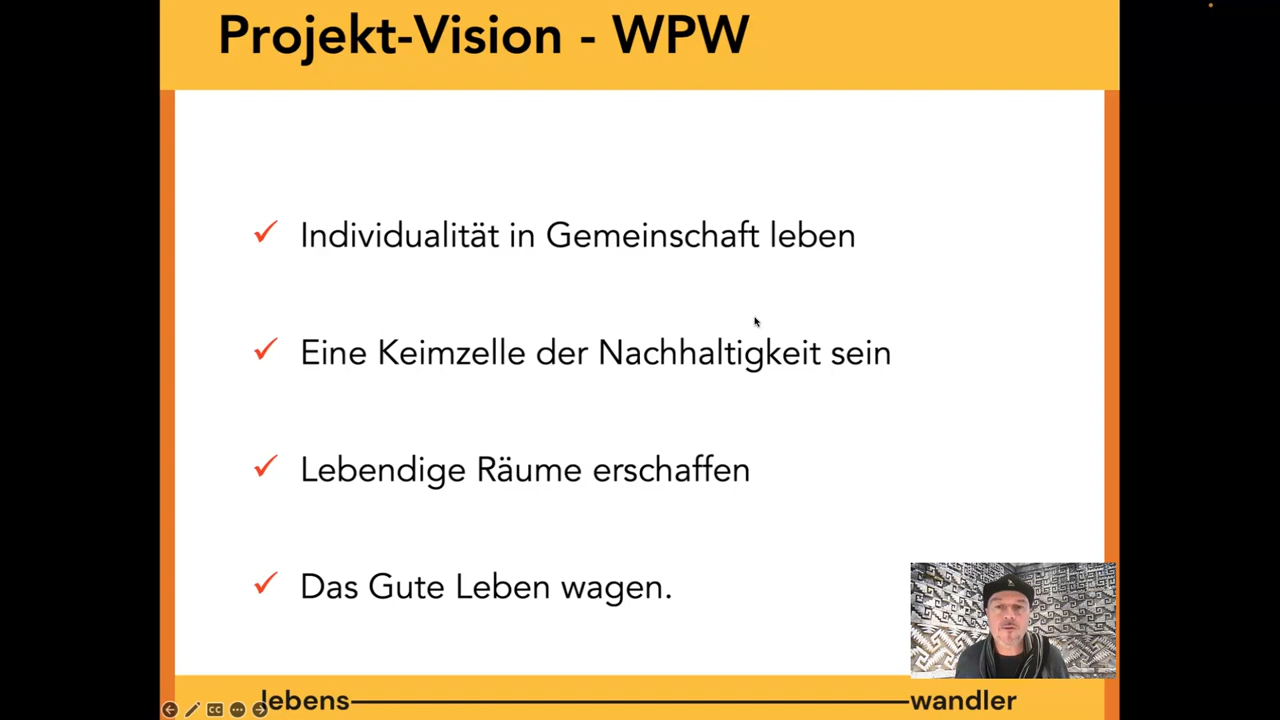 Projekt-Vision - WPW
Individualität in Gemeinschaft leben
Eine Keimzelle der Nachhaltigkeit sein
Lebendige Räume erschaffen
Das Gute Leben wagen.
lebens wandler
CC